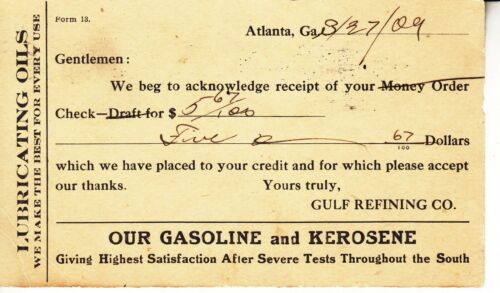 LUBRICATING OILS
WE MAKE THE BEST FOR EVERY USE
Form 13.
Atlanta, Ga 3/27/09
Gentlemen:
We beg to acknowledge receipt of your Money Order
Check—Draft for $ 5 67/100
Five 67/100 Dollars
which we have placed to your credit and for which please accept
our thanks. Yours truly,
GULF REFINING CO.
OUR GASOLINE and KEROSENE
Giving Highest Satisfaction After Severe Tests Throughout the South